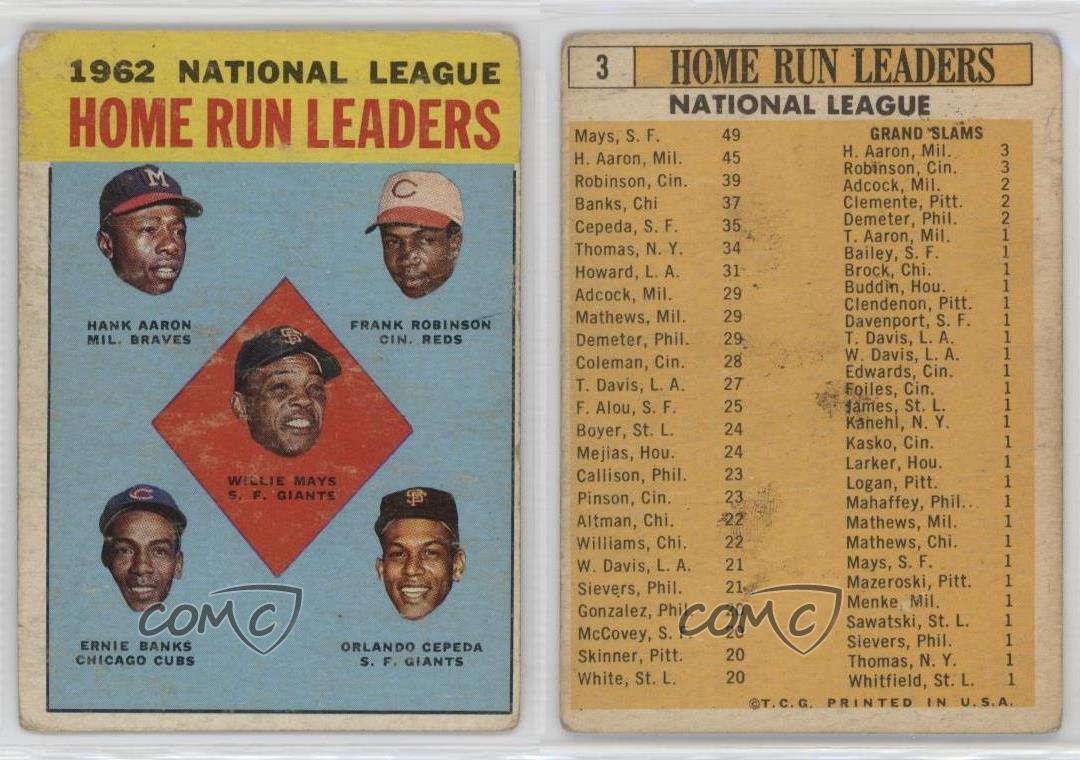 1962 NATIONAL LEAGUE
HOME RUN LEADERS
M
C
HANK AARON
MIL. BRAVES
FRANK ROBINSON
CIN. REDS
SF
WILLIE MAYS
S. F. GIANTS
C
SF
ERNIE BANKS
CHICAGO CUBS
ORLANDO CEPEDA
S. F. GIANTS
COMC
3
HOME RUN LEADERS
NATIONAL LEAGUE
Mays, S. F. 49
H. Aaron, Mil. 45
Robinson, Cin. 39
Banks, Chi 37
Cepeda, S. F. 35
Thomas, N. Y. 34
Howard, L. A. 31
Adcock, Mil. 29
Mathews, Mil. 29
Demeter, Phil. 29
Coleman, Cin. 28
T. Davis, L. A. 27
F. Alou, S. F. 25
Boyer, St. L. 24
Mejias, Hou. 24
Callison, Phil. 23
Pinson, Cin. 23
Altman, Chi. 22
Williams, Chi. 22
W. Davis, L. A. 21
Sievers, Phil. 21
Gonzalez, Phil. 20
McCovey, S. F. 20
Skinner, Pitt. 20
White, St. L. 20
GRAND SLAMS
H. Aaron, Mil. 3
Robinson, Cin. 3
Adcock, Mil. 2
Clemente, Pitt. 2
Demeter, Phil. 2
T. Aaron, Mil. 1
Bailey, S. F. 1
Brock, Chi. 1
Buddin, Hou. 1
Clendenon, Pitt. 1
Davenport, S. F. 1
T. Davis, L. A. 1
W. Davis, L. A. 1
Edwards, Cin. 1
Foiles, Cin. 1
James, St. L. 1
Kanehl, N. Y. 1
Kasko, Cin. 1
Larker, Hou. 1
Logan, Pitt. 1
Mahaffey, Phil. 1
Mathews, Mil. 1
Mathews, Chi. 1
Mays, S. F. 1
Mazeroski, Pitt. 1
Menke, Mil. 1
Sawatski, St. L. 1
Sievers, Phil. 1
Thomas, N. Y. 1
Whitfield, St. L. 1
©T.C.G. PRINTED IN U.S.A.
COMC